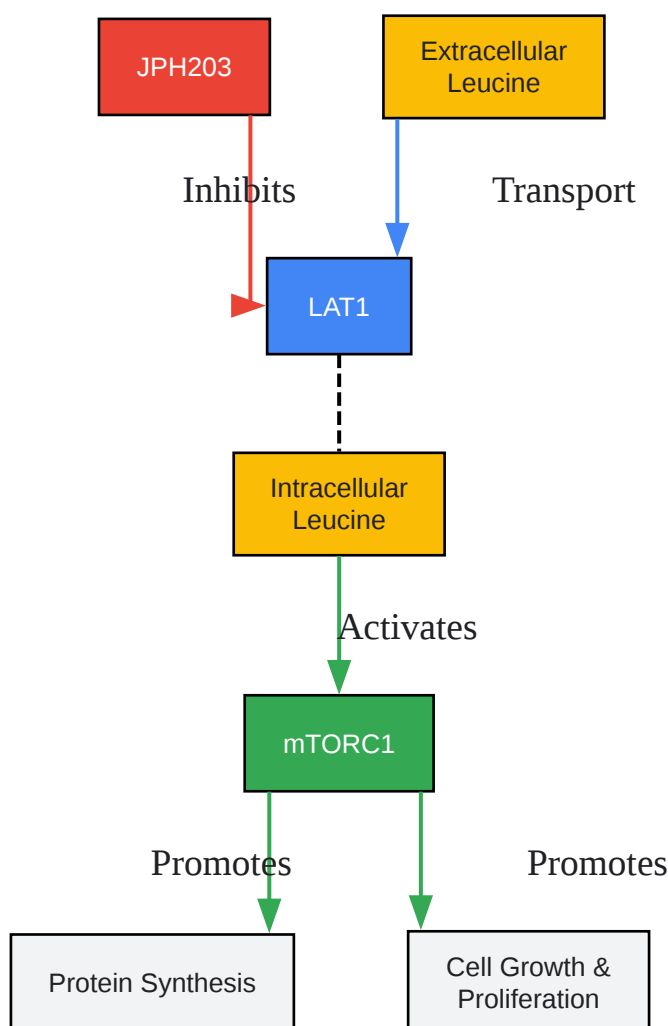 JPH203
Extracellular
Leucine
Inhibits
Transport
LAT1
Intracellular
Leucine
Activates
mTORC1
Promotes
Promotes
Protein Synthesis
Cell Growth &
Proliferation